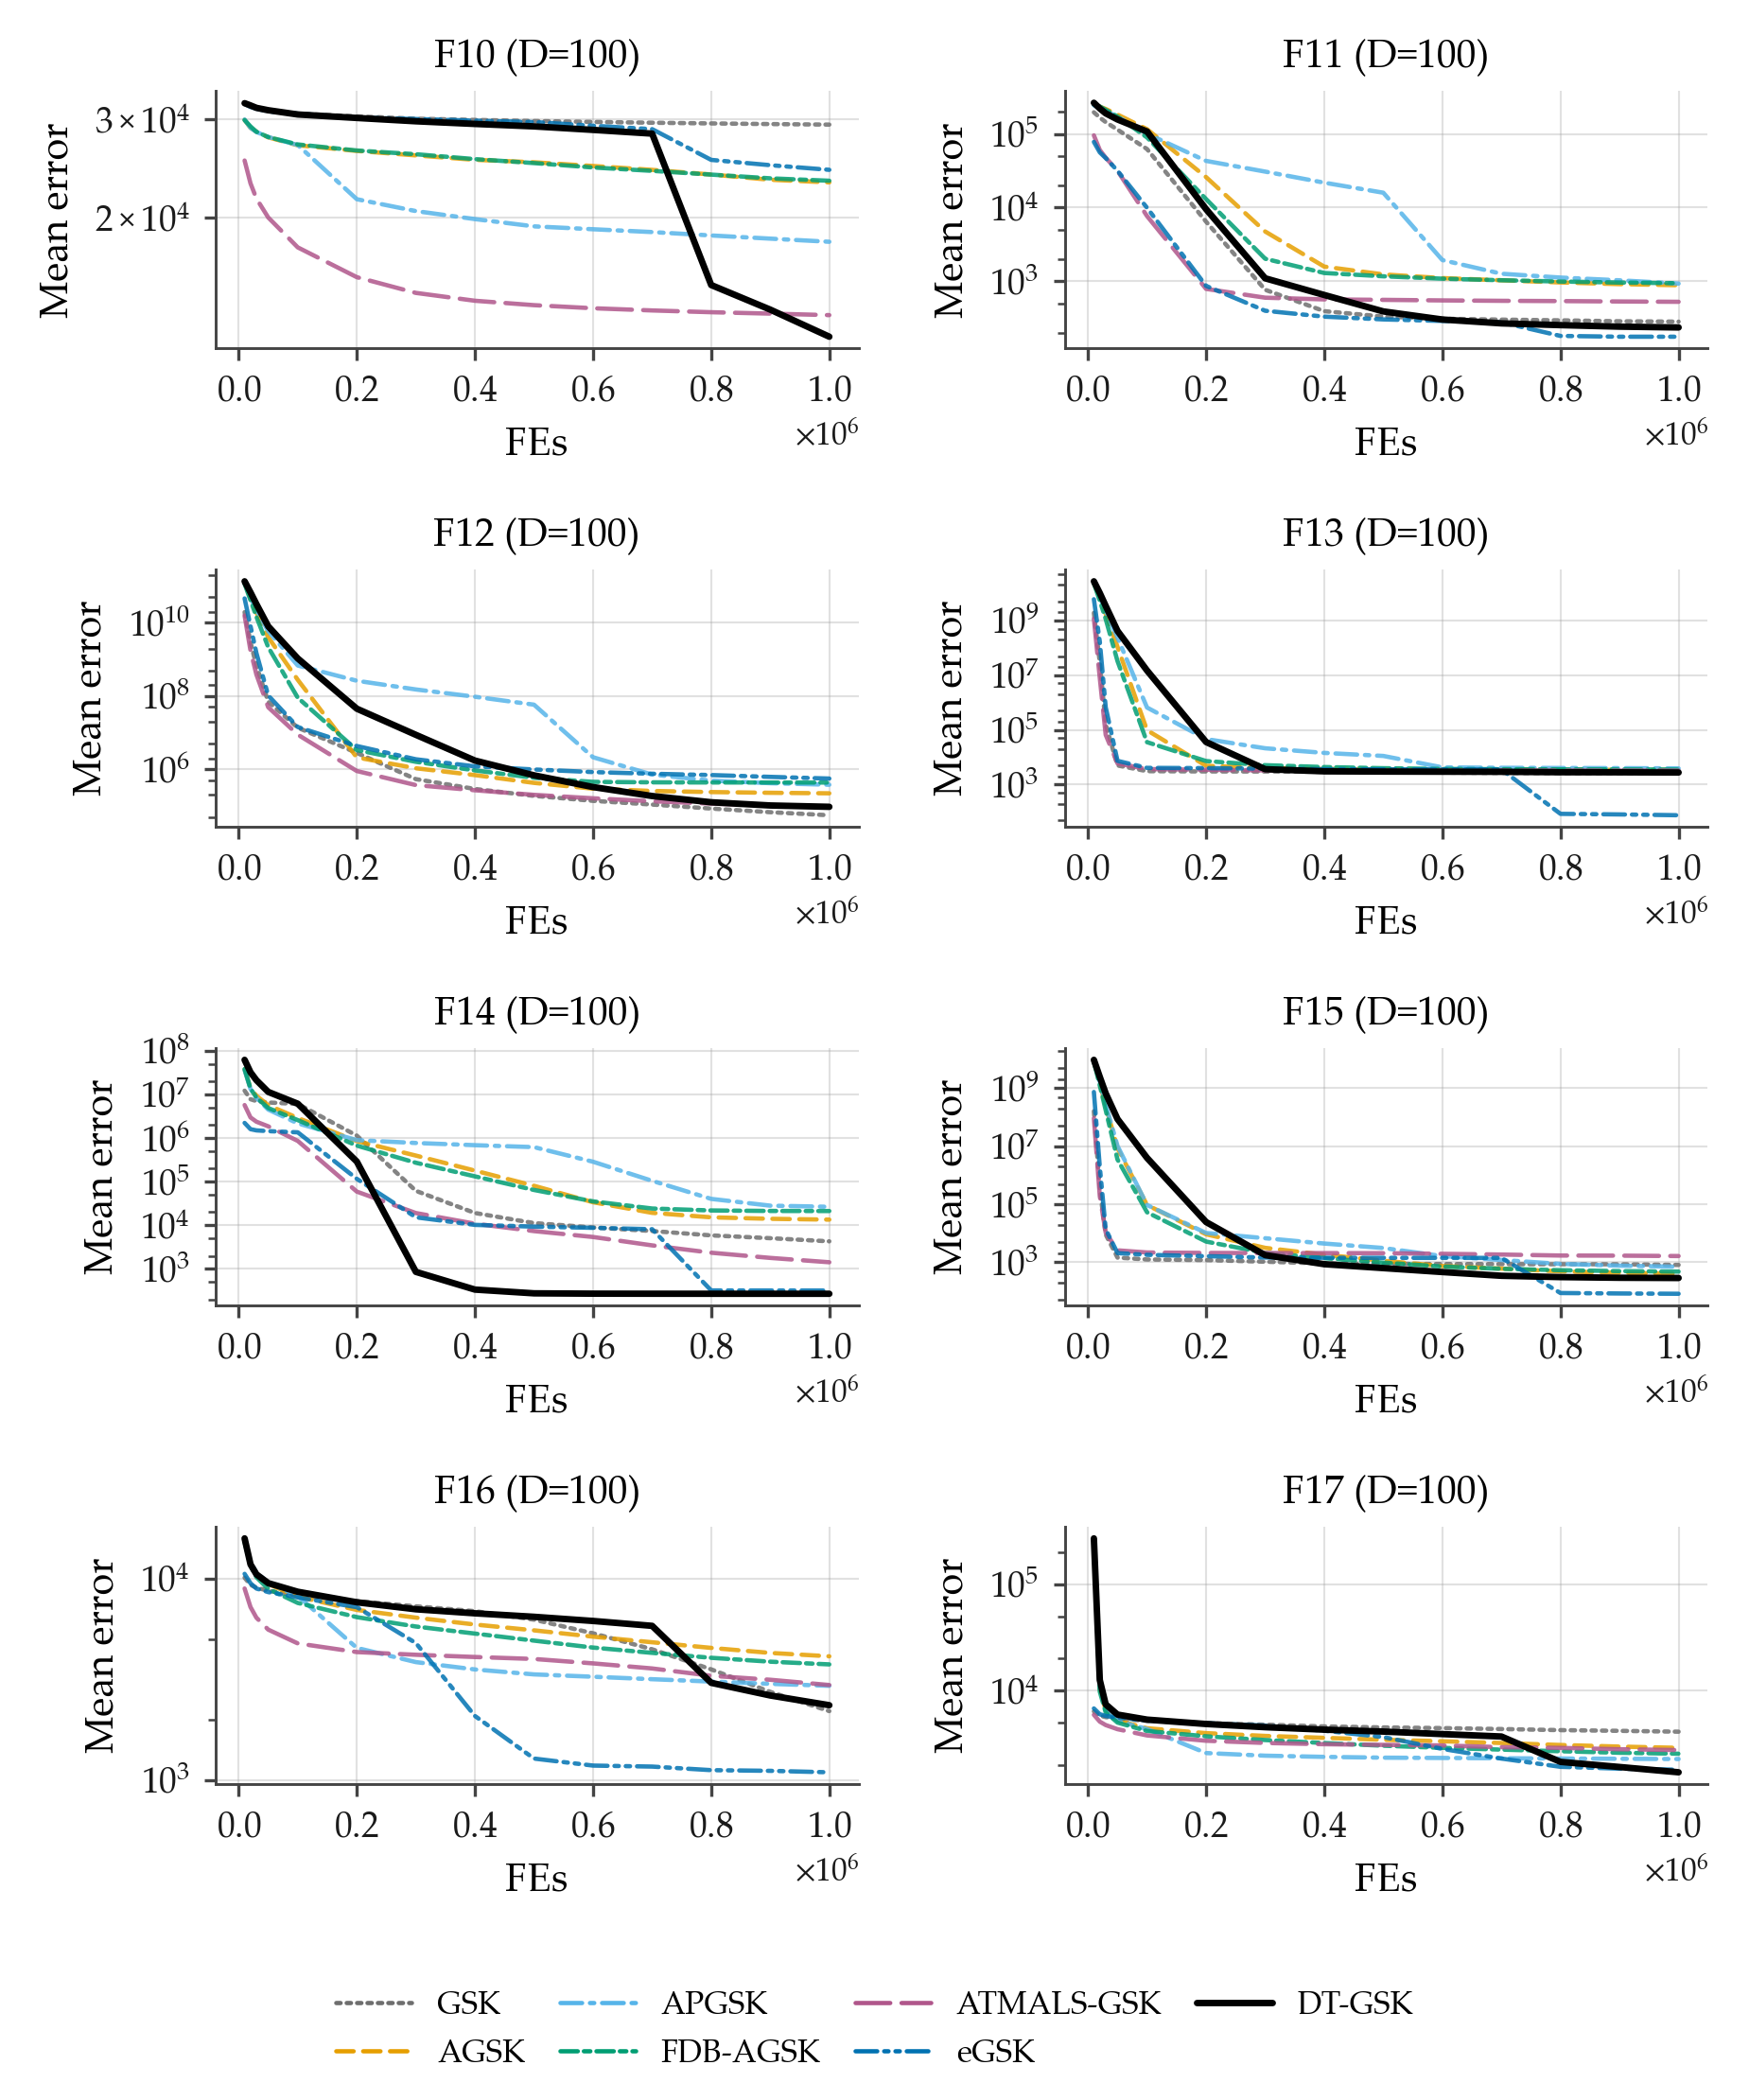 F10 (D=100)
Mean error
3×10⁴
2×10⁴
0.0 0.2 0.4 0.6 0.8 1.0
×10⁶
FEs
F11 (D=100)
Mean error
10⁵
10⁴
10³
0.0 0.2 0.4 0.6 0.8 1.0
×10⁶
FEs
F12 (D=100)
Mean error
10¹⁰
10⁸
10⁶
0.0 0.2 0.4 0.6 0.8 1.0
×10⁶
FEs
F13 (D=100)
Mean error
10⁹
10⁷
10⁵
10³
0.0 0.2 0.4 0.6 0.8 1.0
×10⁶
FEs
F14 (D=100)
Mean error
10⁸
10⁷
10⁶
10⁵
10⁴
10³
0.0 0.2 0.4 0.6 0.8 1.0
×10⁶
FEs
F15 (D=100)
Mean error
10⁹
10⁷
10⁵
10³
0.0 0.2 0.4 0.6 0.8 1.0
×10⁶
FEs
F16 (D=100)
Mean error
10⁴
10³
0.0 0.2 0.4 0.6 0.8 1.0
×10⁶
FEs
F17 (D=100)
Mean error
10⁵
10⁴
0.0 0.2 0.4 0.6 0.8 1.0
×10⁶
FEs
GSK APGSK ATMALS-GSK DT-GSK
AGSK FDB-AGSK eGSK